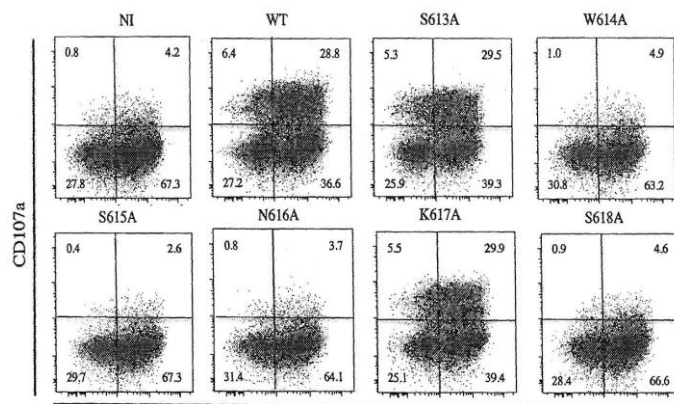 NI WT S613A W614A
0.8 4.2 6.4 28.8 5.3 29.5 1.0 4.9
27.8 67.3 27.2 36.6 25.9 39.3 30.8 63.2
S615A N616A K617A S618A
0.4 2.6 0.8 3.7 5.5 29.9 0.9 4.6
29.7 67.3 31.4 64.1 25.1 39.4 28.4 66.6
CD107a